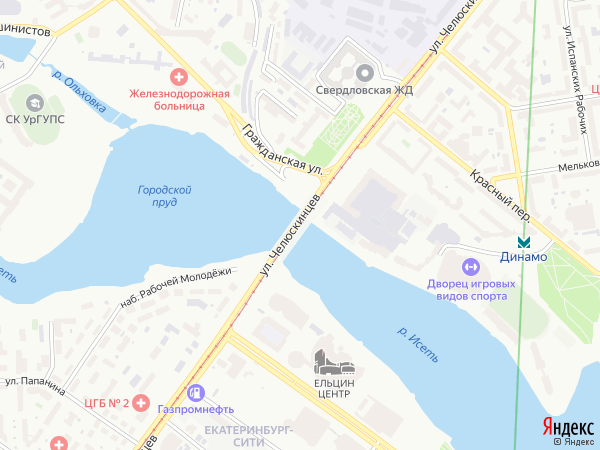 шинистов
ул. Челюскинцев
ул. Испанских Рабочих
р. Ольховка
Железнодорожная
больница
Свердловская ЖД
СК УрГУПС
Гражданская ул.
Мельков
Красный пер.
Городской
пруд
ул. Челюскинцев
Динамо
наб. Рабочей Молодёжи
Дворец игровых
видов спорта
р. Исеть
ул. Папанина
ЕЛЬЦИН
ЦЕНТР
ЦГБ № 2
Газпромнефть
ЕКАТЕРИНБУРГ-
СИТИ
© Яндекс
Яндекс